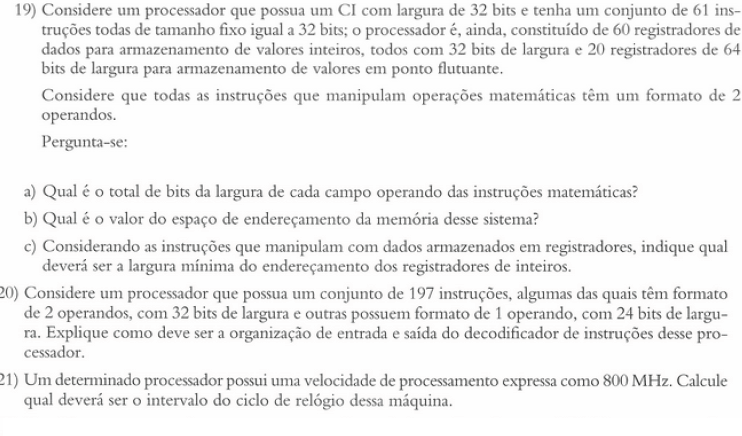 19) Considere um processador que possua um CI com largura de 32 bits e tenha um conjunto de 61 ins-
truções todas de tamanho fixo igual a 32 bits; o processador é, ainda, constituído de 60 registradores de
dados para armazenamento de valores inteiros, todos com 32 bits de largura e 20 registradores de 64
bits de largura para armazenamento de valores em ponto flutuante.
Considere que todas as instruções que manipulam operações matemáticas têm um formato de 2
operandos.
Pergunta-se:
a) Qual é o total de bits da largura de cada campo operando das instruções matemáticas?
b) Qual é o valor do espaço de endereçamento da memória desse sistema?
c) Considerando as instruções que manipulam com dados armazenados em registradores, indique qual
deverá ser a largura mínima do endereçamento dos registradores de inteiros.
20) Considere um processador que possua um conjunto de 197 instruções, algumas das quais têm formato
de 2 operandos, com 32 bits de largura e outras possuem formato de 1 operando, com 24 bits de largu-
ra. Explique como deve ser a organização de entrada e saída do decodificador de instruções desse pro-
cessador.
21) Um determinado processador possui uma velocidade de processamento expressa como 800 MHz. Calcule
qual deverá ser o intervalo do ciclo de relógio dessa máquina.